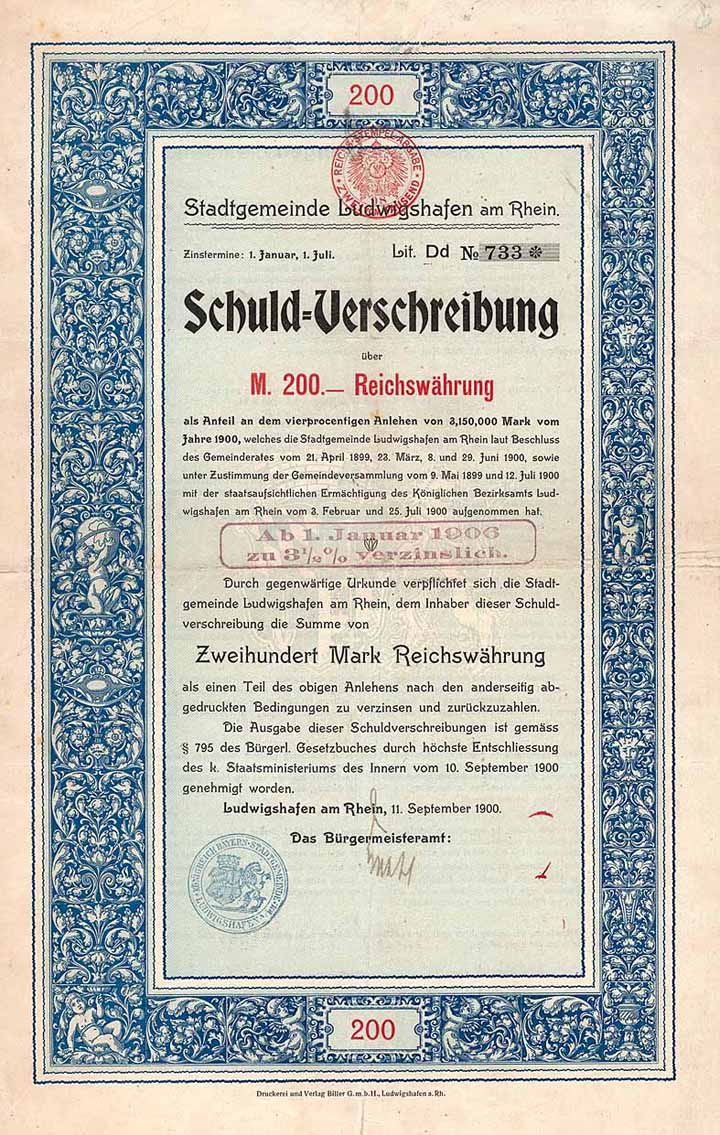 200
REICHS-STEMPELABGABE
ZWEI VOM TAUSEND
Stadtgemeinde Ludwigshafen am Rhein.
Zinstermine: 1. Januar, 1. Juli. Lit. Dd № 733 *
Schuld-Verschreibung
über
M. 200.— Reichswährung
als Anteil an dem vierprocentigen Anlehen von 3,150,000 Mark vom
Jahre 1900, welches die Stadtgemeinde Ludwigshafen am Rhein laut Beschluss
des Gemeinderates vom 21. April 1899, 23. März, 8. und 29. Juni 1900, sowie
unter Zustimmung der Gemeindeversammlung vom 9. Mai 1899 und 12. Juli 1900
mit der staatsaufsichtlichen Ermächtigung des Königlichen Bezirksamts Lud-
wigshafen am Rhein vom 3. Februar und 25. Juli 1900 aufgenommen hat.
Ab 1. Januar 1906
zu 3½% verzinslich.
Durch gegenwärtige Urkunde verpflichtet sich die Stadt-
gemeinde Ludwigshafen am Rhein, dem Inhaber dieser Schuld-
verschreibung die Summe von
Zweihundert Mark Reichswährung
als einen Teil des obigen Anlehens nach den anderseitig ab-
gedruckten Bedingungen zu verzinsen und zurückzuzahlen.
Die Ausgabe dieser Schuldverschreibungen ist gemäss
§ 795 des Bürgerl. Gesetzbuches durch höchste Entschliessung
des k. Staatsministeriums des Innern vom 10. September 1900
genehmigt worden.
Ludwigshafen am Rhein, 11. September 1900.
Das Bürgermeisteramt:
KÖNIGREICH BAYERN · STADTGEMEINDE
LUDWIGSHAFEN A.
200
Druckerei und Verlag Biller G. m. b. H., Ludwigshafen a. Rh.